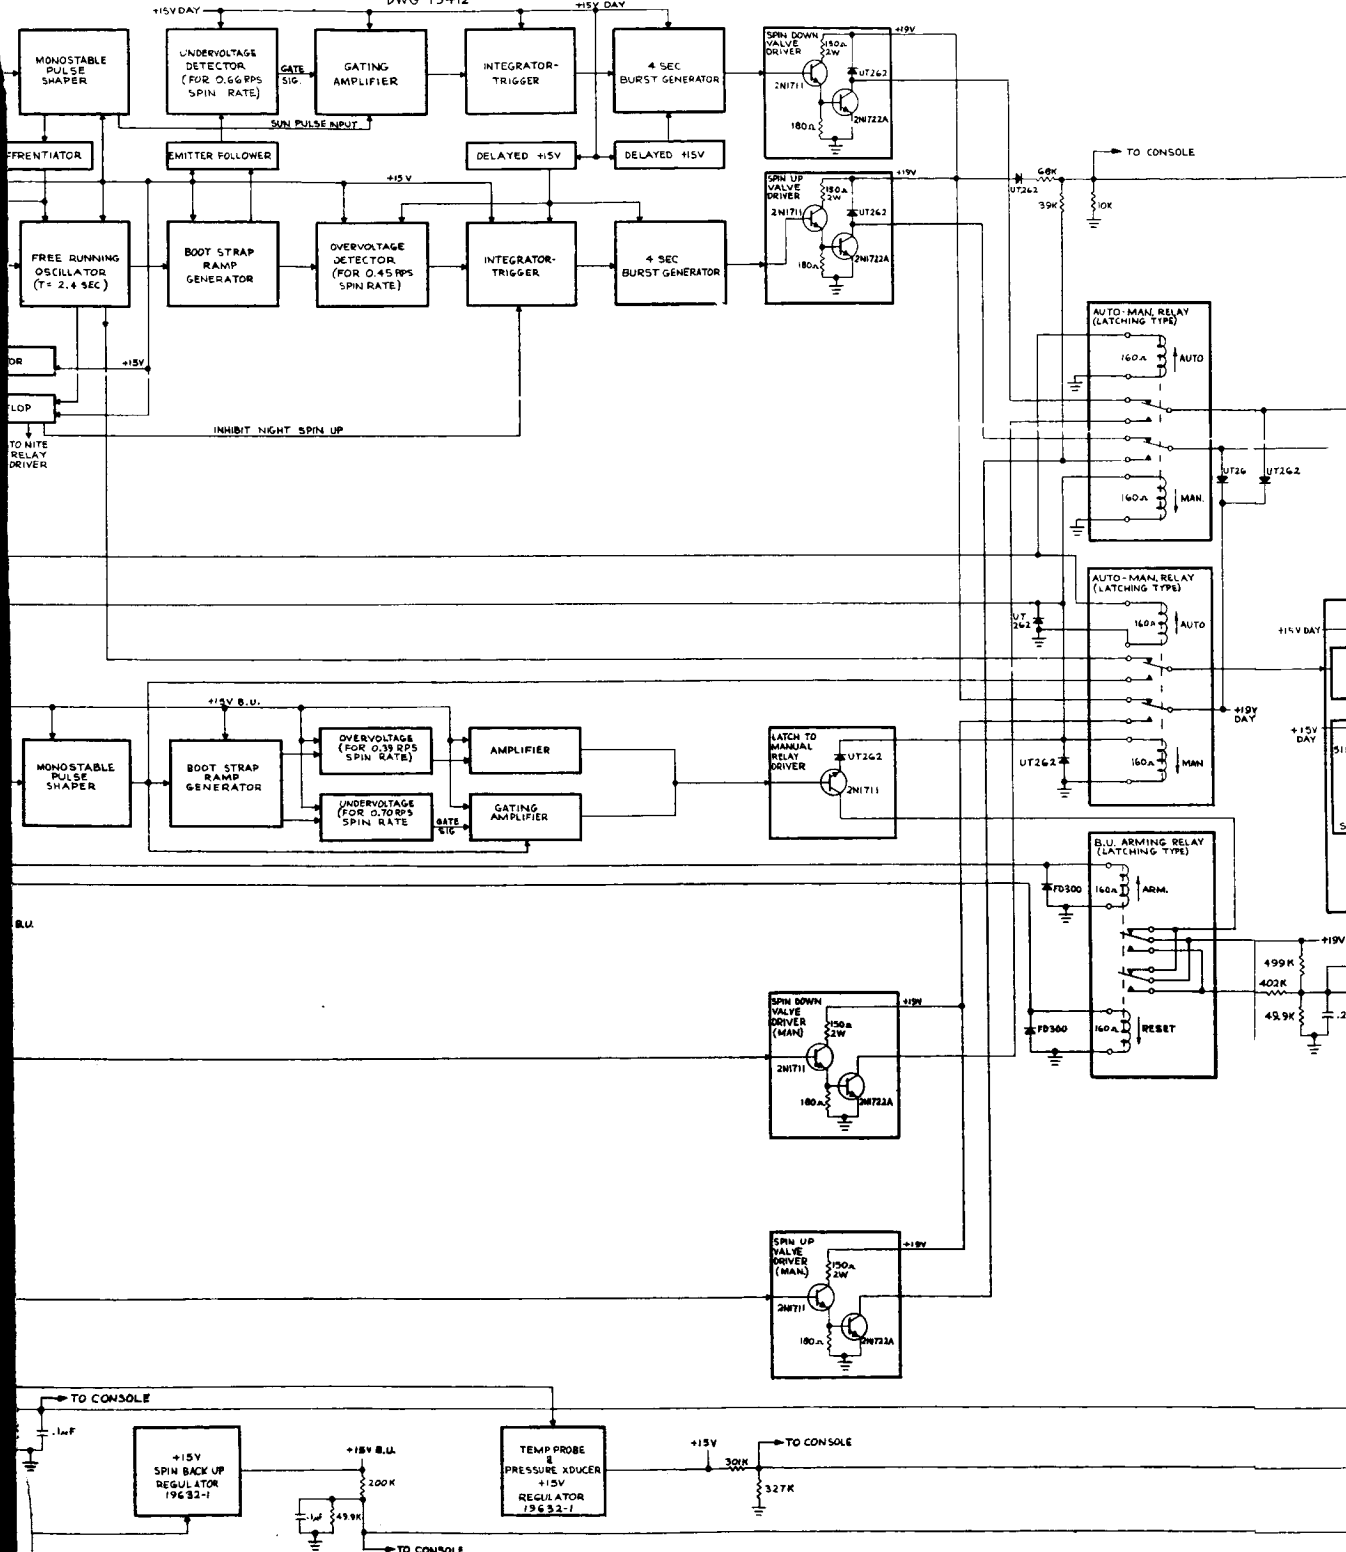 DWG 15412
+15V DAY
+15V DAY
MONOSTABLE
PULSE
SHAPER
UNDERVOLTAGE
DETECTOR
(FOR 0.66 RPS
SPIN RATE)
GATE
SIG.
GATING
AMPLIFIER
INTEGRATOR-
TRIGGER
4 SEC
BURST GENERATOR
SPIN DOWN
VALVE
DRIVER
150Ω
2W
UT262
2N1711
2N1722A
180Ω
+19V
SUN PULSE INPUT
FFRENTIATOR
EMITTER FOLLOWER
DELAYED +15V
DELAYED +15V
TO CONSOLE
+15V
SPIN UP
VALVE
DRIVER
150Ω
2W
UT262
2N1711
2N1722A
180Ω
+19V
UT262
68K
39K
10K
FREE RUNNING
OSCILLATOR
(T= 2.4 SEC)
BOOT STRAP
RAMP
GENERATOR
OVERVOLTAGE
DETECTOR
(FOR 0.45 RPS
SPIN RATE)
INTEGRATOR-
TRIGGER
4 SEC
BURST GENERATOR
AUTO-MAN. RELAY
(LATCHING TYPE)
160Ω
AUTO
OR
+15V
LOP
INHIBIT NIGHT SPIN UP
TO NITE
RELAY
DRIVER
UT26
UT262
160Ω
MAN.
AUTO-MAN. RELAY
(LATCHING TYPE)
UT
262
160Ω
AUTO
+15V DAY
+15V B.U.
+19V
DAY
+15V
DAY
MONOSTABLE
PULSE
SHAPER
BOOT STRAP
RAMP
GENERATOR
OVERVOLTAGE
(FOR 0.39 RPS
SPIN RATE)
AMPLIFIER
LATCH TO
MANUAL
RELAY
DRIVER
UT262
2N1711
UT262
160Ω
MAN
UNDERVOLTAGE
(FOR 0.70 RPS
SPIN RATE
GATE
SIG
GATING
AMPLIFIER
B.U. ARMING RELAY
(LATCHING TYPE)
FD300
160Ω
ARM.
B.U.
+19V
499K
402K
49.9K
.2
SPIN DOWN
VALVE
DRIVER
(MAN)
150Ω
2W
2N1711
2N1722A
180Ω
+19V
FD300
160Ω
RESET
SPIN UP
VALVE
DRIVER
(MAN.)
150Ω
2W
2N1711
2N1722A
180Ω
+19V
TO CONSOLE
.1µF
+15V
SPIN BACK UP
REGULATOR
19632-1
+15V B.U.
200K
.1µF
49.9K
TO CONSOLE
TEMP PROBE
&
PRESSURE XDUCER
+15V
REGULATOR
19632-1
+15V
301K
TO CONSOLE
327K